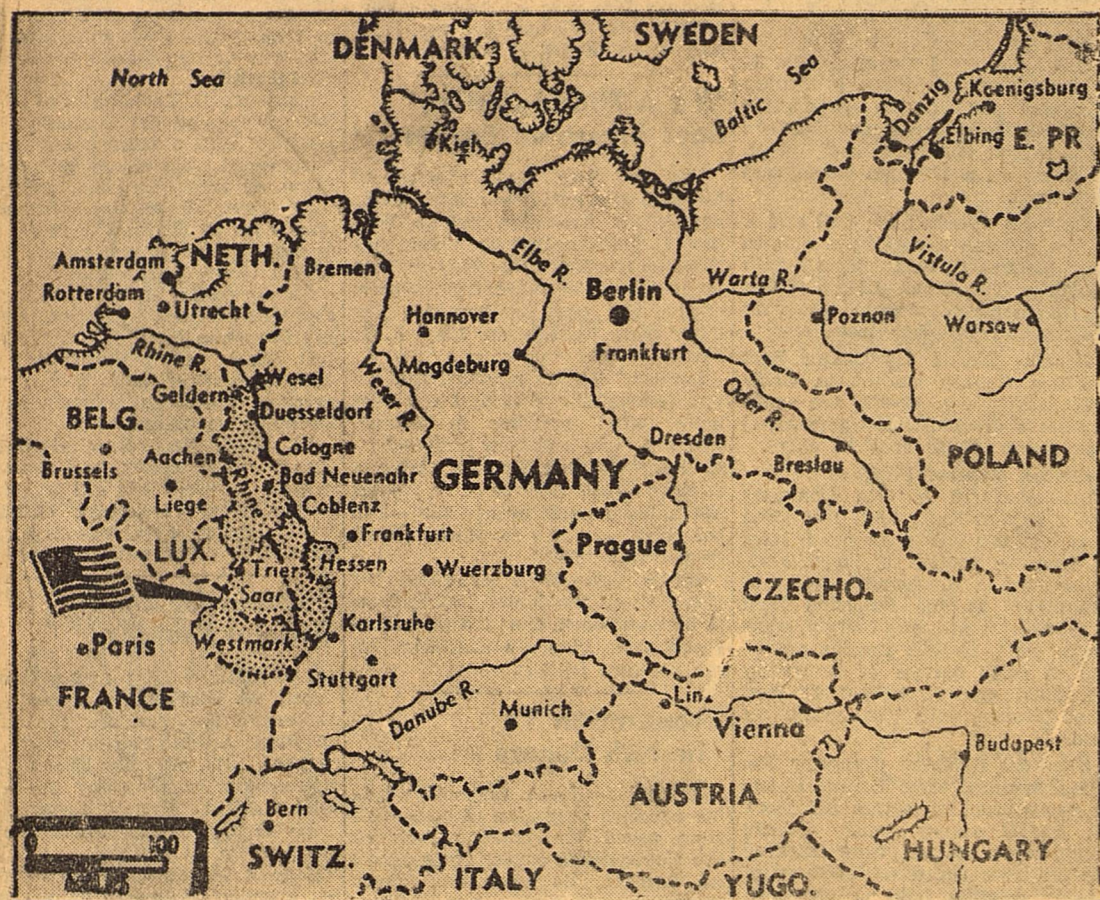 DENMARK
SWEDEN
North Sea
Baltic Sea
Danzig
Koenigsburg
Elbing
E. PR
Kiel
Amsterdam
NETH.
Bremen
Elbe R.
Vistula R.
Rotterdam
Utrecht
Berlin
Warta R.
Hannover
Poznan
Warsaw
Rhine R.
Magdeburg
Frankfurt
Geldern
Wesel
Weser R.
Oder R.
BELG.
Duesseldorf
Cologne
Dresden
Brussels
Aachen
Bad Neuenahr
GERMANY
Breslau
POLAND
Rhine
Liege
Coblenz
LUX.
Frankfurt
Prague
Trier
Hessen
Wuerzburg
CZECHO.
Saar
Karlsruhe
Paris
Westmark
Stuttgart
FRANCE
Danube R.
Munich
Linz
Vienna
Budapest
AUSTRIA
Bern
0 100
MILES
SWITZ.
ITALY
YUGO.
HUNGARY